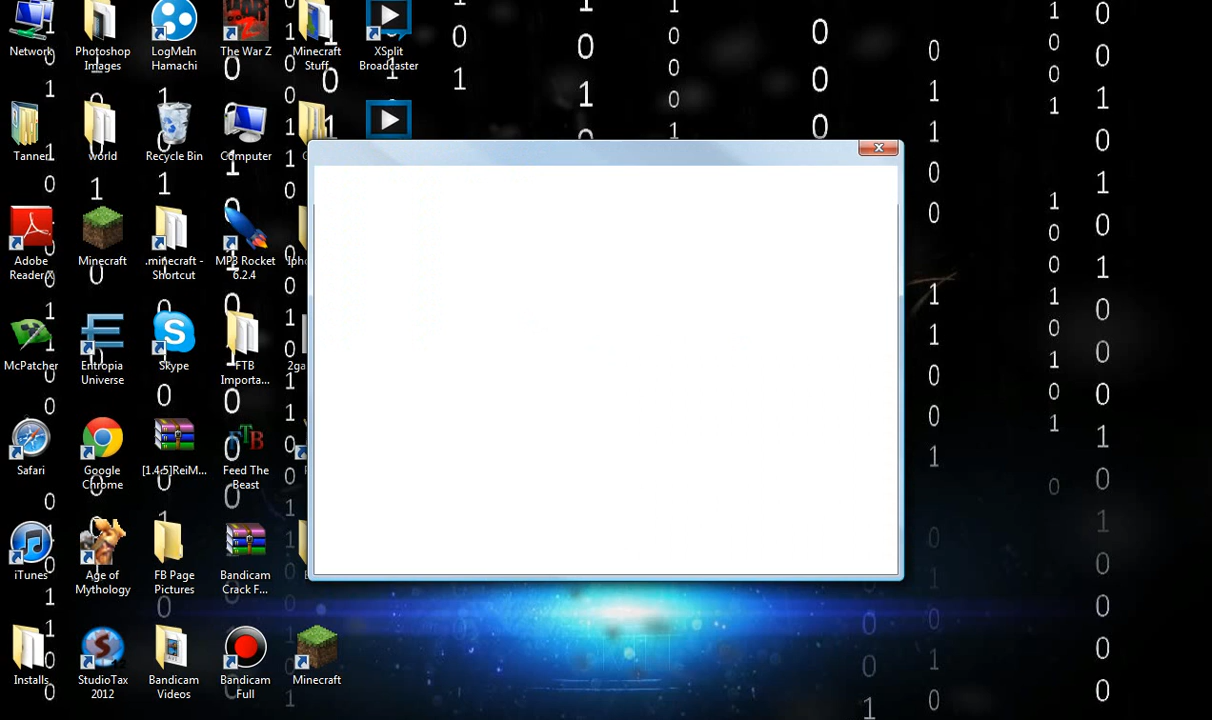 Network
Photoshop
Images
LogMeIn
Hamachi
The War Z
Minecraft
Stuff
XSplit
Broadcaster
Tanner
world
Recycle Bin
Computer
Adobe
Reader X
Minecraft
.minecraft -
Shortcut
MP3 Rocket
6.2.4
McPatcher
Entropia
Universe
Skype
FTB
Importa...
Safari
Google
Chrome
[1.4.5]ReiM...
Feed The
Beast
iTunes
Age of
Mythology
FB Page
Pictures
Bandicam
Crack F...
Installs
StudioTax
2012
Bandicam
Videos
Bandicam
Full
Minecraft